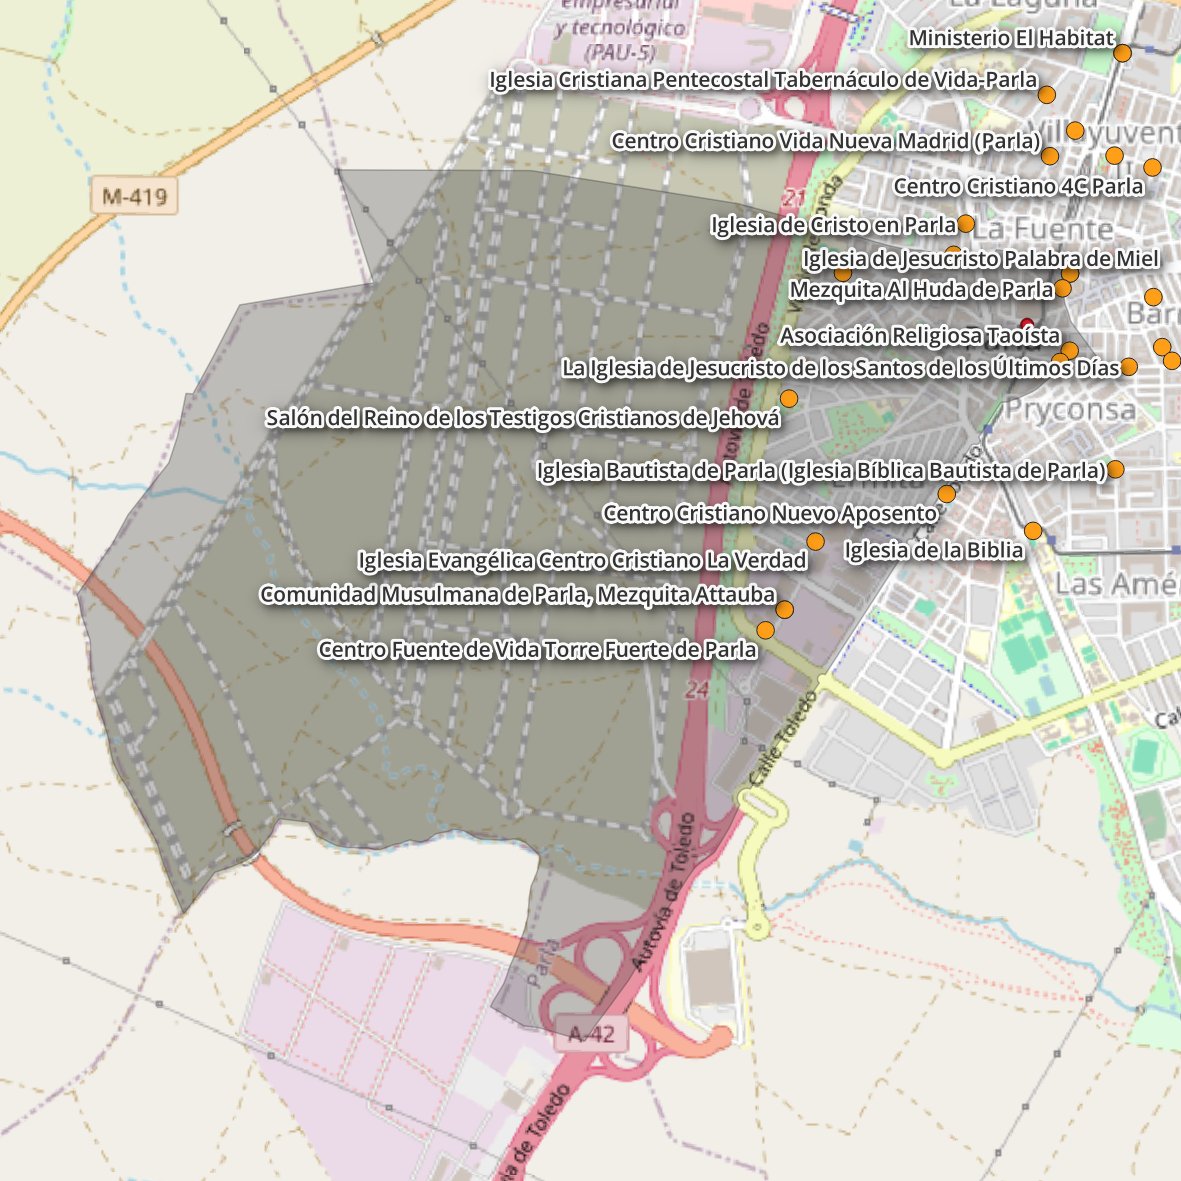 La Laguna
empresarial
y tecnológico
(PAU-5)
Ministerio El Habitat
Iglesia Cristiana Pentecostal Tabernáculo de Vida-Parla
Centro Cristiano Vida Nueva Madrid (Parla)
M-419
Centro Cristiano 4C Parla
21
Iglesia de Cristo en Parla
La Fuente
Iglesia de Jesucristo Palabra de Miel
Mezquita Al Huda de Parla
Asociación Religiosa Taoísta
La Iglesia de Jesucristo de los Santos de los Últimos Días
Pryconsa
Salón del Reino de los Testigos Cristianos de Jehová
Iglesia Bautista de Parla (Iglesia Bíblica Bautista de Parla)
Centro Cristiano Nuevo Aposento
Iglesia de la Biblia
Iglesia Evangélica Centro Cristiano La Verdad
Las Amé
Comunidad Musulmana de Parla, Mezquita Attauba
Centro Fuente de Vida Torre Fuerte de Parla
24
Calle Toledo
Autovía de Toledo
Parla
A-42
ía de Toledo